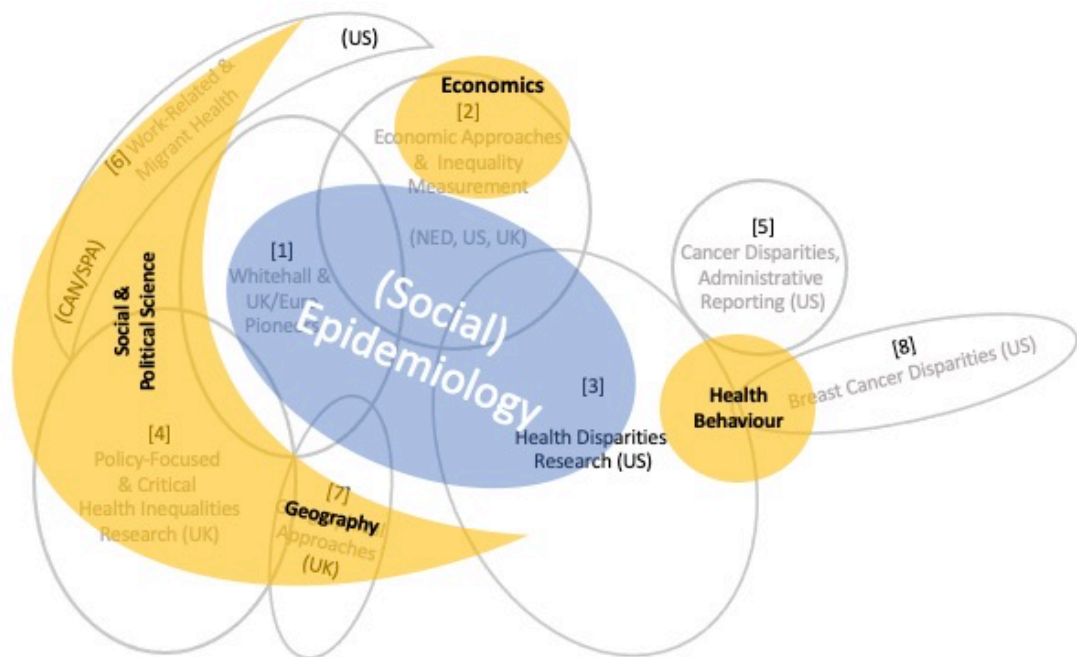 (US)
Economics
[2]
Economic Approaches
& Inequality
Measurement
(NED, US, UK)
[6] Work-Related &
Migrant Health
(CAN/SPA)
Social &
Political Science
[1]
Whitehall &
UK/Euro
Pioneers
(Social)
Epidemiology
[3]
Health Disparities
Research (US)
[5]
Cancer Disparities,
Administrative
Reporting (US)
[8]
Breast Cancer Disparities (US)
Health
Behaviour
[4]
Policy-Focused
& Critical
Health Inequalities
Research (UK)
[7]
Geography
Approaches
(UK)